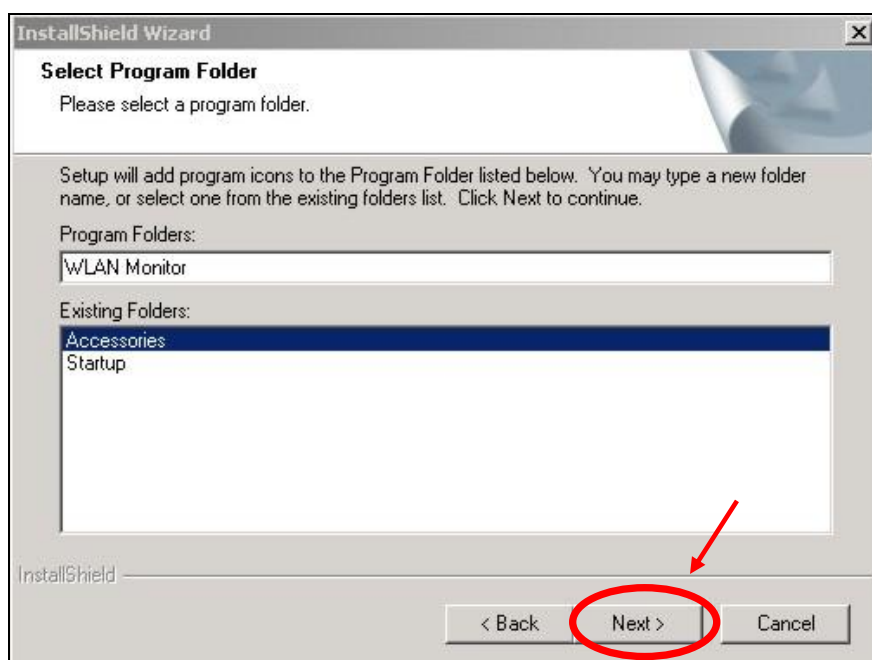 InstallShield Wizard
Select Program Folder
Please select a program folder.
Setup will add program icons to the Program Folder listed below. You may type a new folder
name, or select one from the existing folders list. Click Next to continue.
Program Folders:
WLAN Monitor
Existing Folders:
Accessories
Startup
InstallShield
< Back Next > Cancel